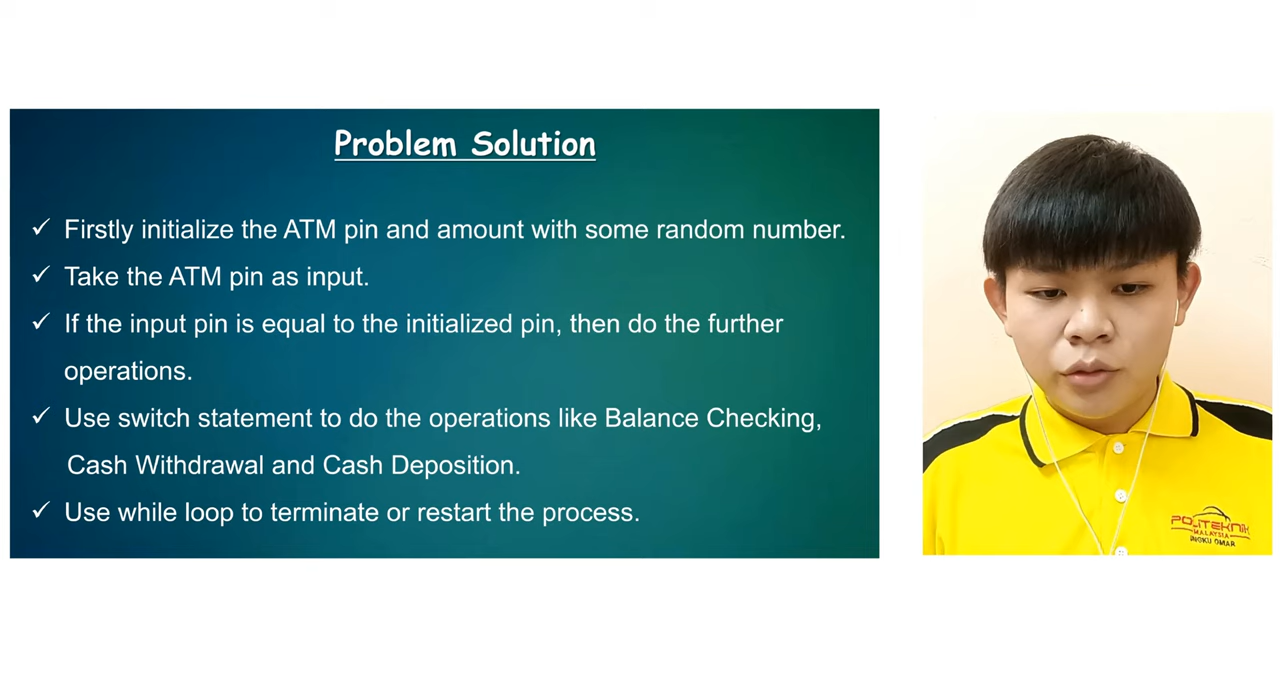 Problem Solution
✓ Firstly initialize the ATM pin and amount with some random number.
✓ Take the ATM pin as input.
✓ If the input pin is equal to the initialized pin, then do the further
operations.
✓ Use switch statement to do the operations like Balance Checking,
Cash Withdrawal and Cash Deposition.
✓ Use while loop to terminate or restart the process.
POLITEKNIK
MALAYSIA
UNGKU OMAR